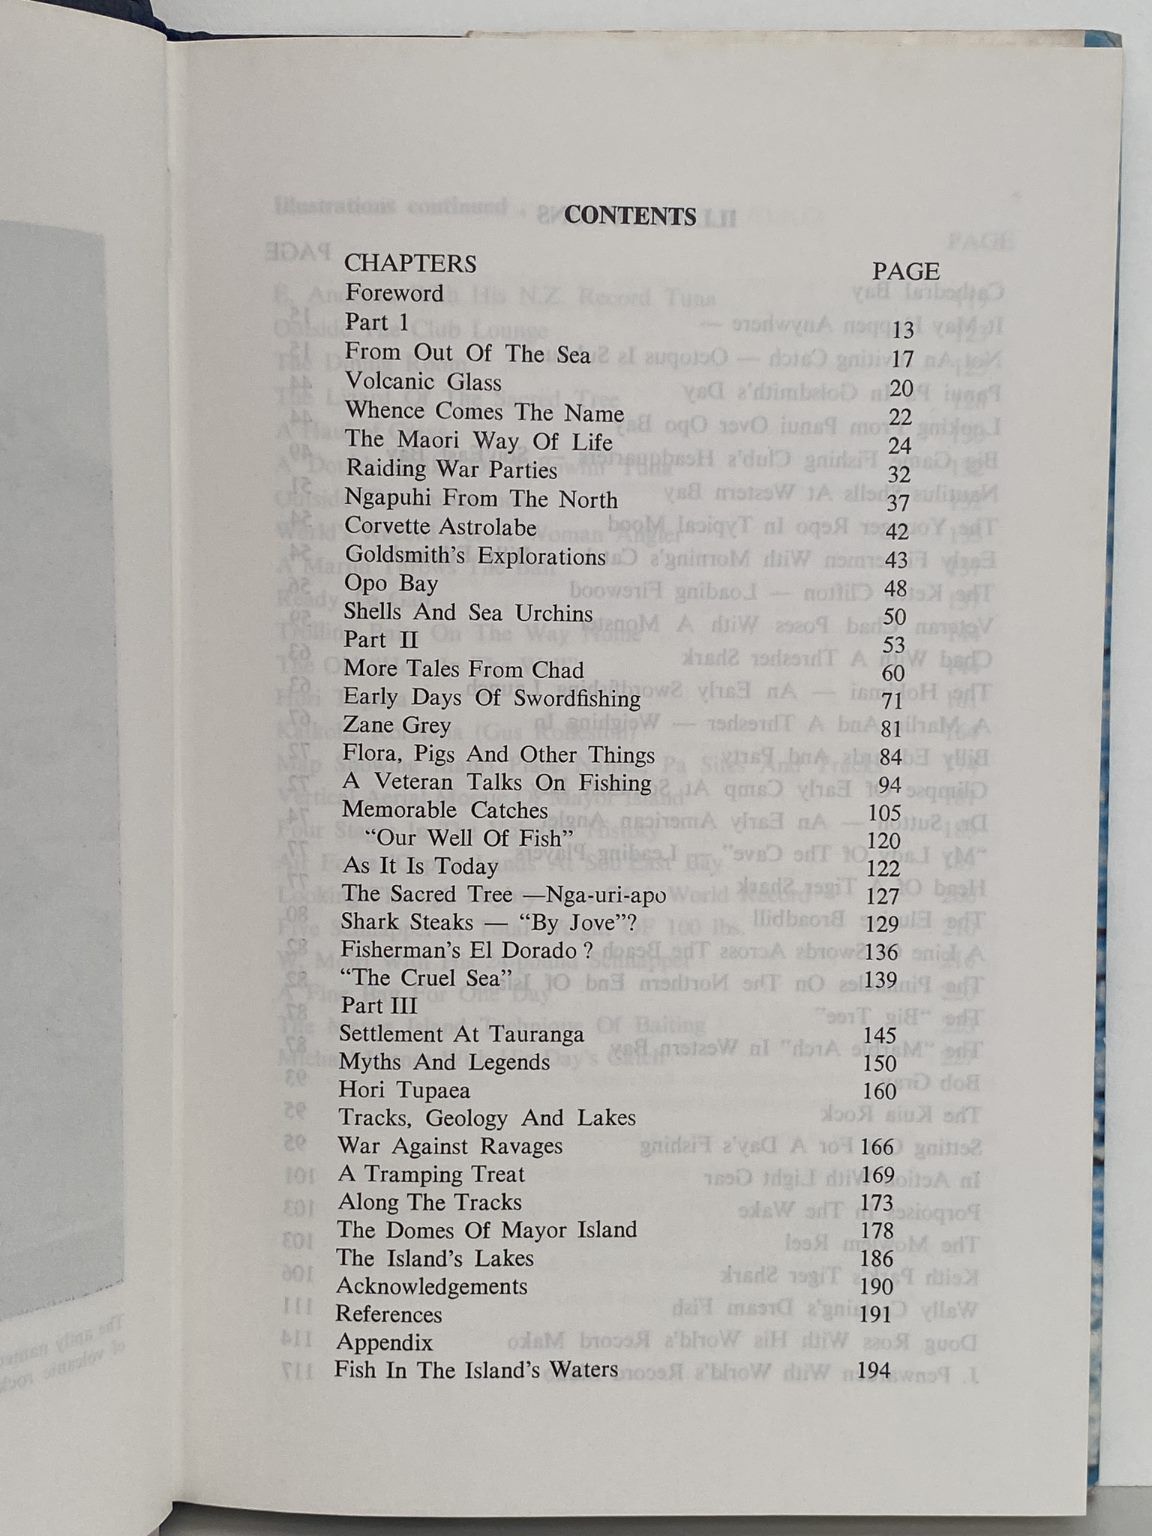 CONTENTS
CHAPTERS PAGE
Foreword
Part 1 13
From Out Of The Sea 17
Volcanic Glass 20
Whence Comes The Name 22
The Maori Way Of Life 24
Raiding War Parties 32
Ngapuhi From The North 37
Corvette Astrolabe 42
Goldsmith's Explorations 43
Opo Bay 48
Shells And Sea Urchins 50
Part II 53
More Tales From Chad 60
Early Days Of Swordfishing 71
Zane Grey 81
Flora, Pigs And Other Things 84
A Veteran Talks On Fishing 94
Memorable Catches 105
“Our Well Of Fish” 120
As It Is Today 122
The Sacred Tree —Nga-uri-apo 127
Shark Steaks — “By Jove”? 129
Fisherman's El Dorado ? 136
“The Cruel Sea” 139
Part III
Settlement At Tauranga 145
Myths And Legends 150
Hori Tupaea 160
Tracks, Geology And Lakes
War Against Ravages 166
A Tramping Treat 169
Along The Tracks 173
The Domes Of Mayor Island 178
The Island's Lakes 186
Acknowledgements 190
References 191
Appendix
Fish In The Island's Waters 194